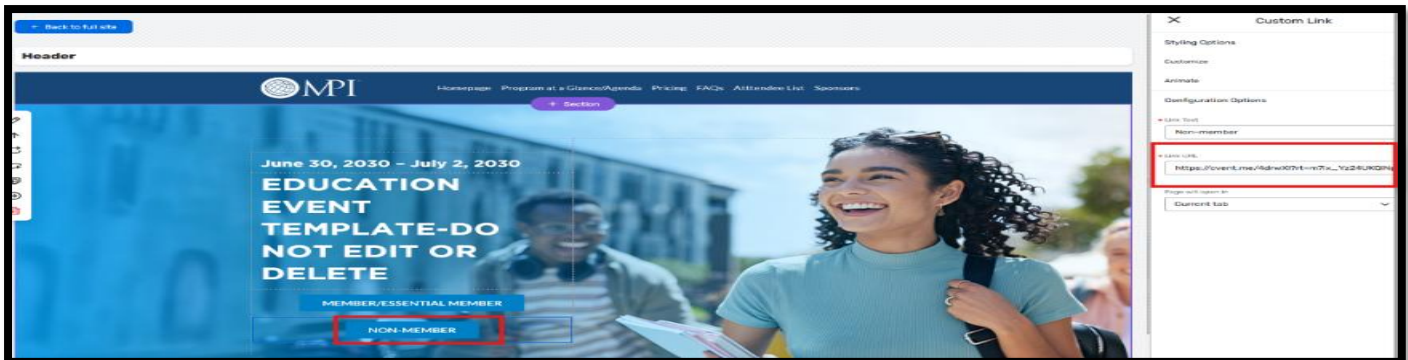 ← Back to full site
Header
MPI
Homepage Program at a Glance/Agenda Pricing FAQs Attendee List Sponsors
+ Section
June 30, 2030 – July 2, 2030
EDUCATION
EVENT
TEMPLATE-DO
NOT EDIT OR
DELETE
MEMBER/ESSENTIAL MEMBER
NON-MEMBER
Custom Link
Styling Options
Customize
Animate
Configuration Options
* Link Text
Non-member
* Link URL
Page will open in
Current tab